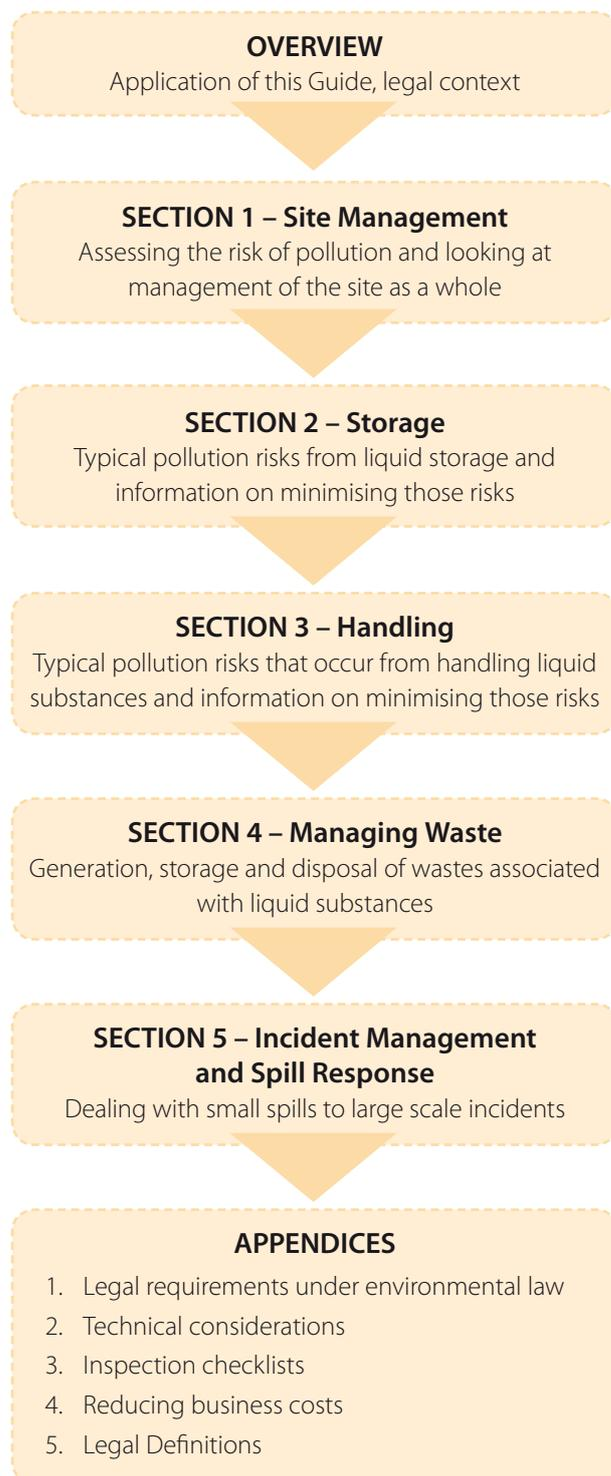 OVERVIEW
Application of this Guide, legal context
SECTION 1 – Site Management
Assessing the risk of pollution and looking at
management of the site as a whole
SECTION 2 – Storage
Typical pollution risks from liquid storage and
information on minimising those risks
SECTION 3 – Handling
Typical pollution risks that occur from handling liquid
substances and information on minimising those risks
SECTION 4 – Managing Waste
Generation, storage and disposal of wastes associated
with liquid substances
SECTION 5 – Incident Management
and Spill Response
Dealing with small spills to large scale incidents
APPENDICES
1. Legal requirements under environmental law
2. Technical considerations
3. Inspection checklists
4. Reducing business costs
5. Legal Definitions